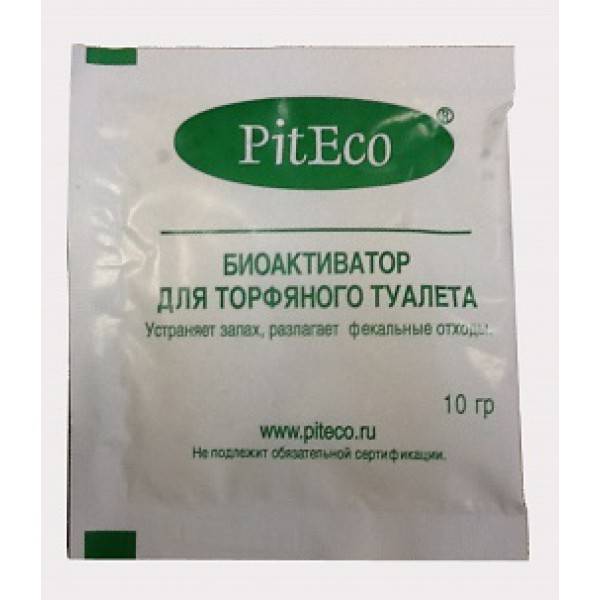 PitEco®
БИОАКТИВАТОР
ДЛЯ ТОРФЯНОГО ТУАЛЕТА
Устраняет запах, разлагает фекальные отходы.
10 гр
www.piteco.ru
Не подлежит обязательной сертификации.